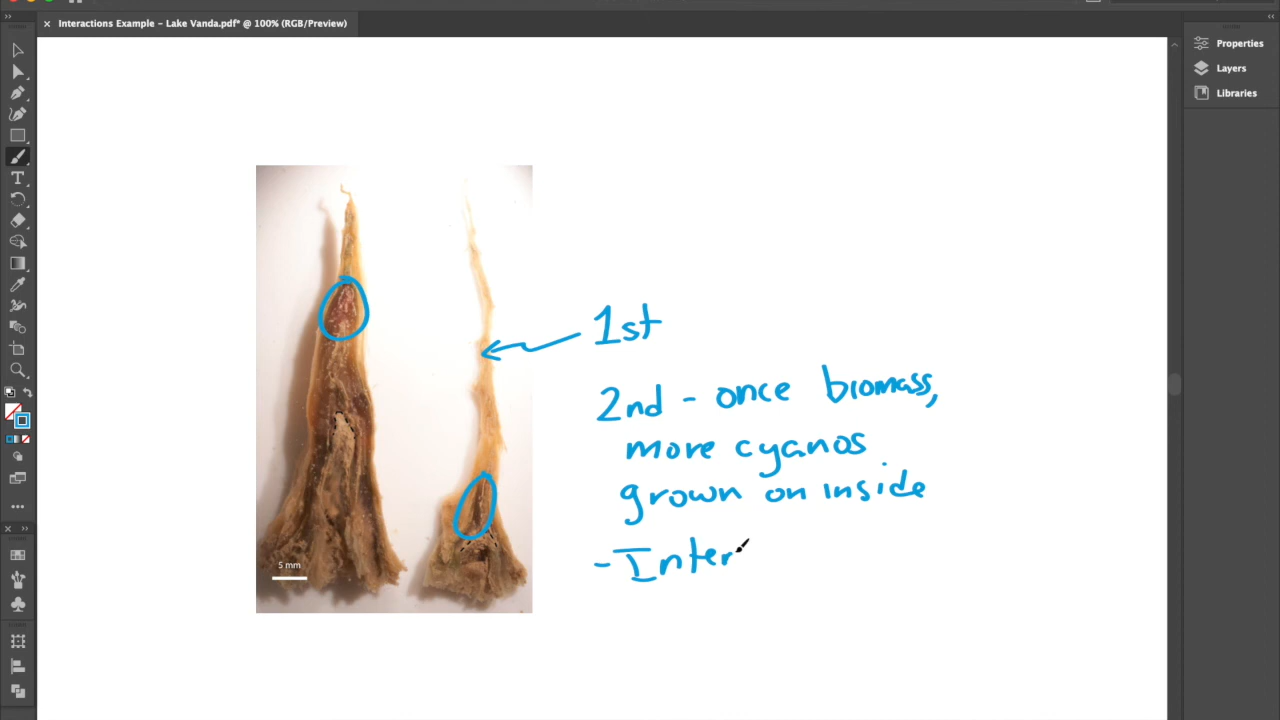 Interactions Example – Lake Vanda.pdf* @ 100% (RGB/Preview)
Properties
Layers
Libraries
1st
2nd - once biomass,
more cyanos
grown on inside
- Inter
5 mm